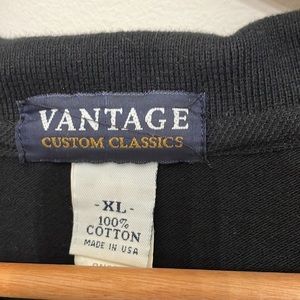 VANTAGE
CUSTOM CLASSICS
-XL-
100%
COTTON
MADE IN USA